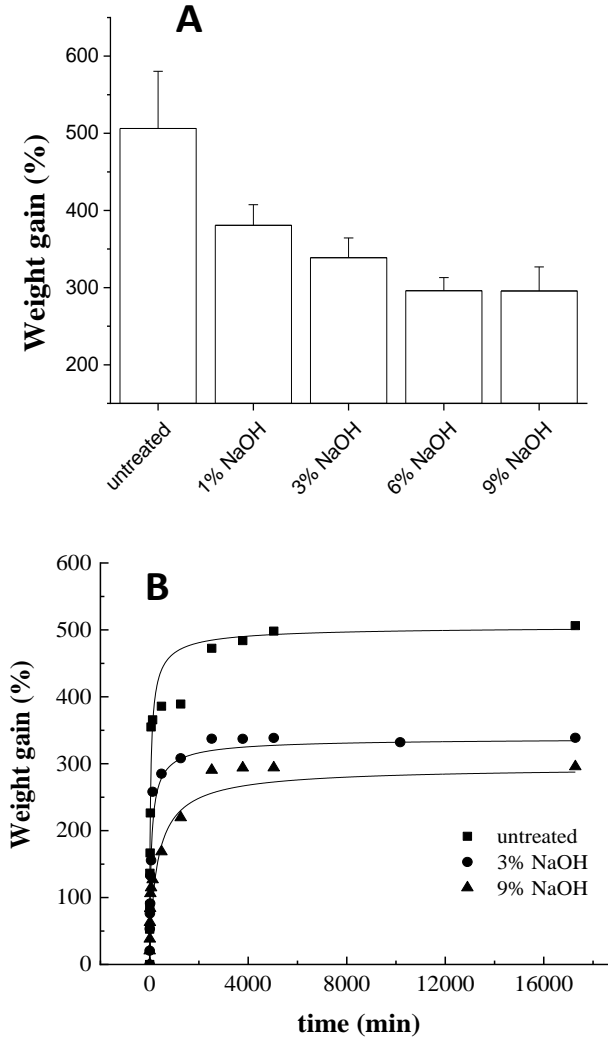 A
Weight gain (%)
600
500
400
300
200
untreated
1% NaOH
3% NaOH
6% NaOH
9% NaOH
B
Weight gain (%)
600
500
400
300
200
100
0
untreated
3% NaOH
9% NaOH
0 4000 8000 12000 16000
time (min)